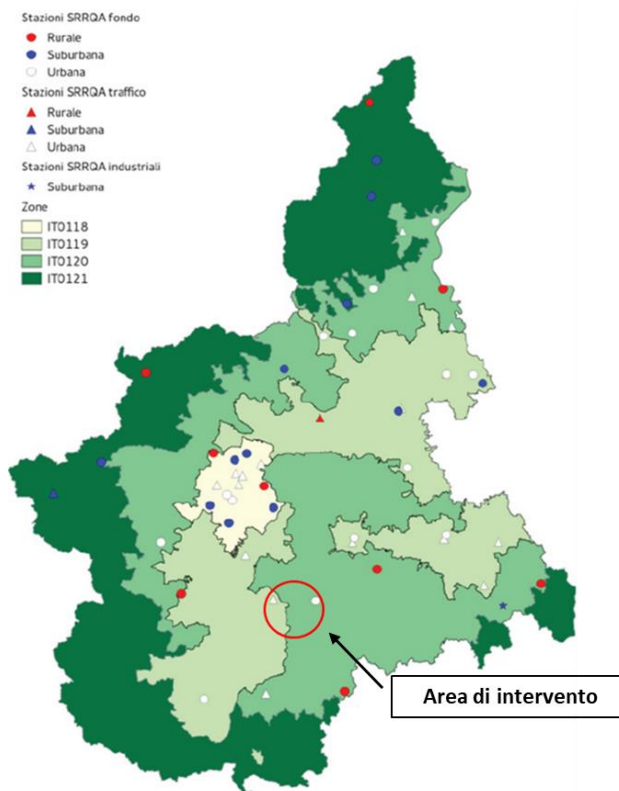 Stazioni SRRQA fondo
Rurale
Suburbana
Urbana
Stazioni SRRQA traffico
Rurale
Suburbana
Urbana
Stazioni SRRQA industriali
Suburbana
Zone
IT0118
IT0119
IT0120
IT0121
Area di intervento